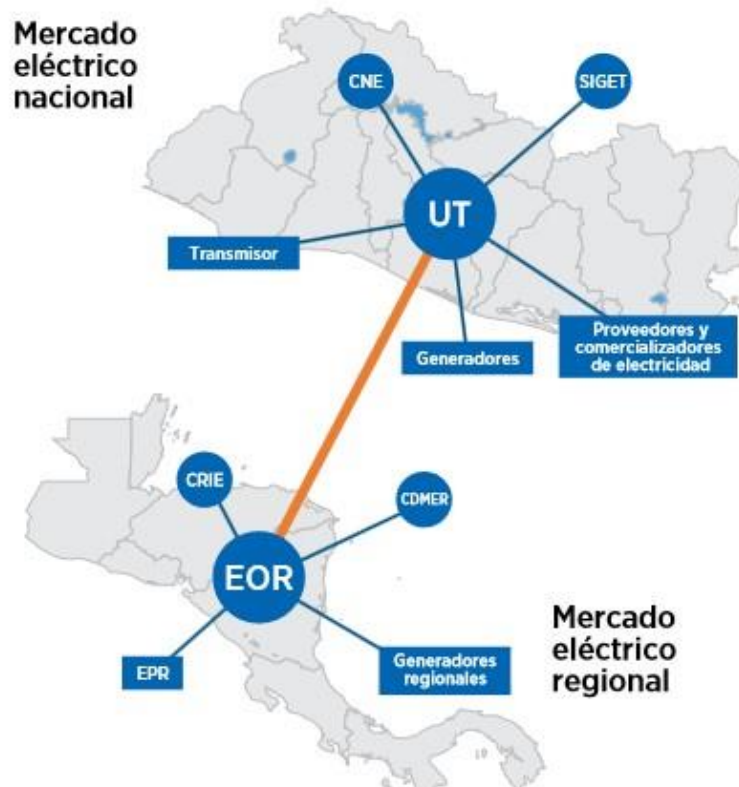 Mercado
eléctrico
nacional
CNE
SIGET
UT
Transmisor
Generadores
Proveedores y
comercializadores
de electricidad
CRIE
CDMER
EOR
EPR
Generadores
regionales
Mercado
eléctrico
regional